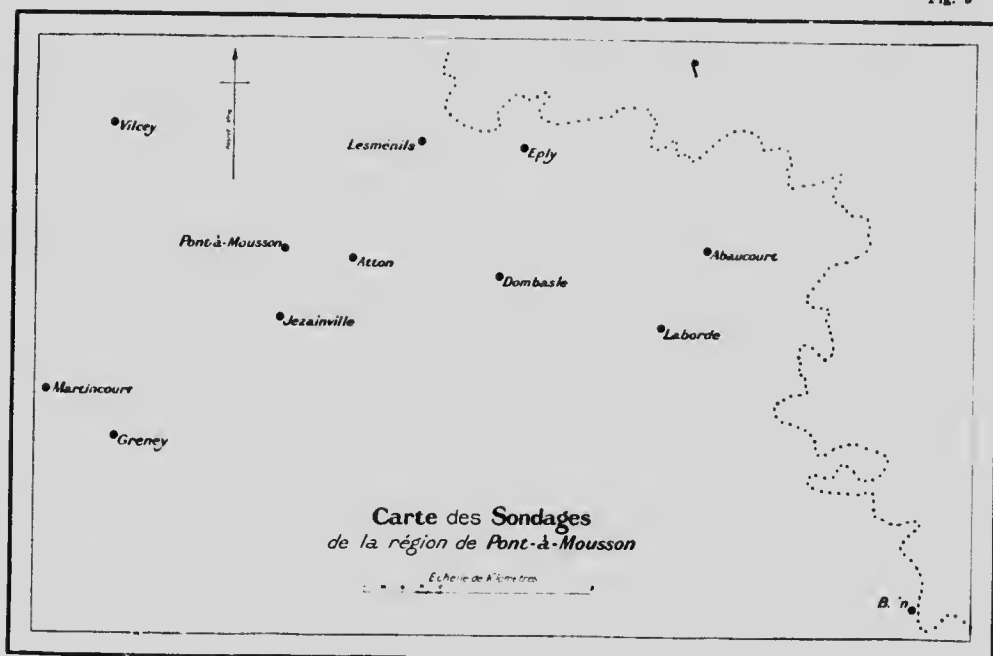 Vilcey
Lesménils
Eply
Pont-à-Mousson
Atton
Abaucourt
Dombasle
Jezainville
Laborde
Martincourt
Greney
Carte des Sondages
de la région de Pont-à-Mousson
Echelle de Kilometres